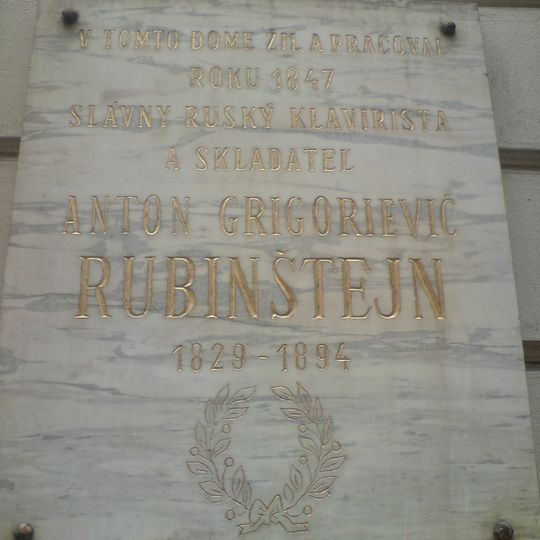 V TOMTO DOME ŽIL A PRACOVAL
ROKU 1847
SLÁVNY RUSKÝ KLAVIRISTA
A SKLADATEĽ
ANTON GRIGORIEVIČ
RUBINŠTEJN
1829-1894